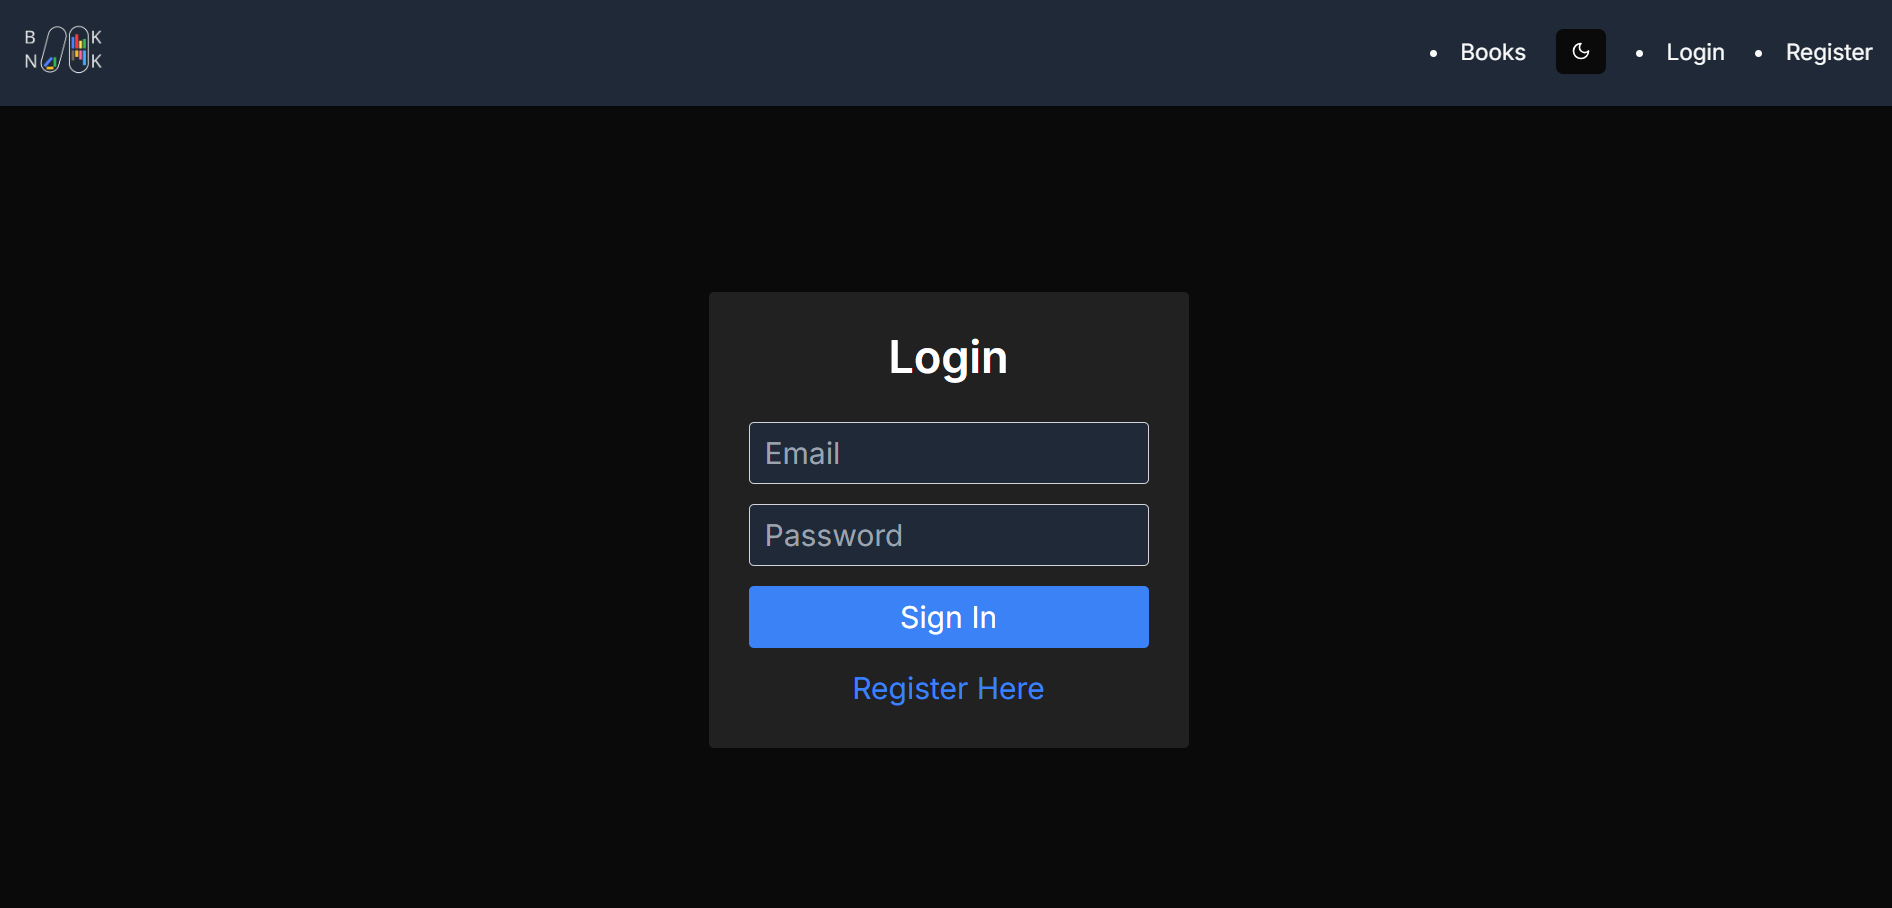 B K
N K
• Books • Login • Register
Login
Email
Password
Sign In
Register Here